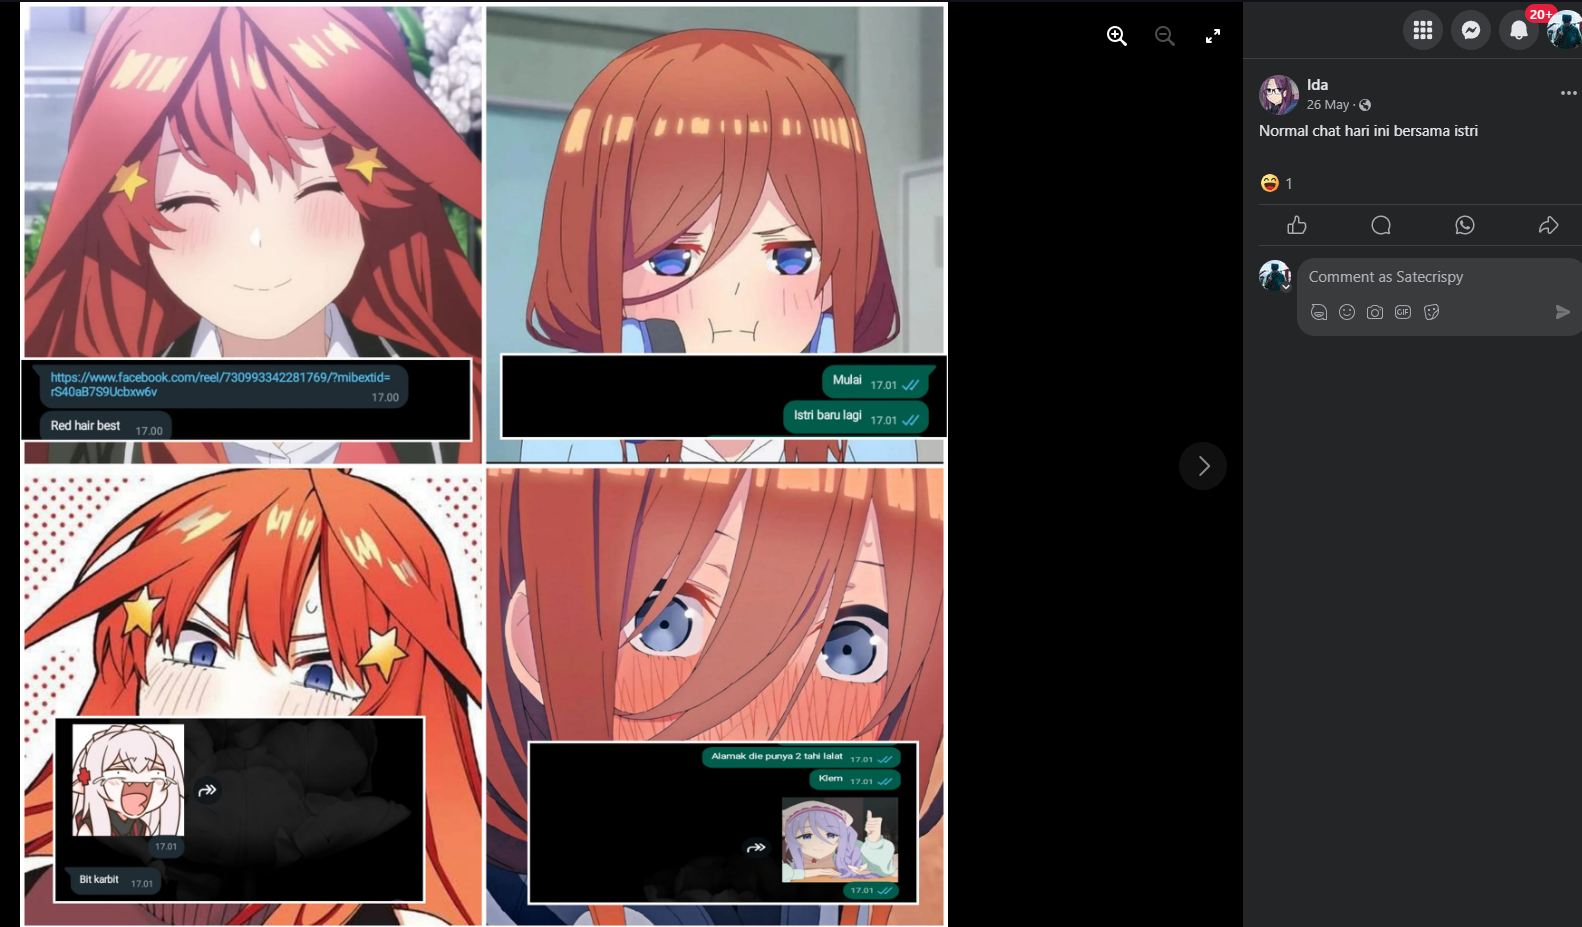 https://www.facebook.com/reel/730993342281769/?mibextid=
rS40aB7S9Ucbxw6v
17.00
Red hair best 17.00
Mulai 17.01
Istri baru lagi 17.01
17.01
Bit karbit 17.01
Alamak die punya 2 tahi lalat 17.01
Klem 17.01
17.01
20+
Ida
26 May
Normal chat hari ini bersama istri
1
Comment as Satecrispy
GIF